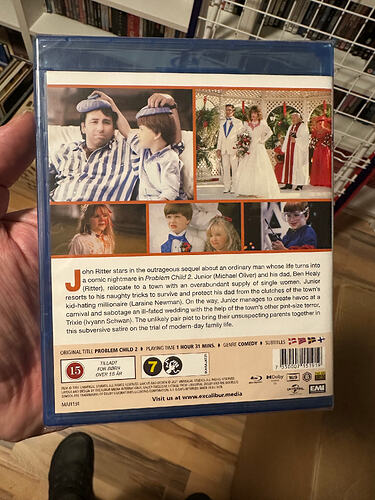 John Ritter stars in the outrageous sequel about an ordinary man whose life turns into
a comic nightmare in Problem Child 2. Junior (Michael Oliver) and his dad, Ben Healy
(Ritter), relocate to a town with an overabundant supply of single women. Junior
resorts to his naughty tricks to survive and protect his dad from the clutches of the town's
kid-hating millionaire (Laraine Newman). On the way, Junior manages to create havoc at a
carnival and sabotage an ill-fated wedding with the help of the town's other pint-size terror,
Trixie (Ivyann Schwan). The unlikely pair plot to bring their unsuspecting parents together in
this subversive satire on the trial of modern-day family life.
ORIGINAL TITLE PROBLEM CHILD 2 PLAYING TIME 1 HOUR 31 MINS. GENRE COMEDY SUBTITLES
15
TILLADT
FOR BØRN
OVER 15 ÅR
7
Visit us at www.excalibur.media
MAR1134
Blu-ray Disc
Dolby
UNIVERSAL
EMI